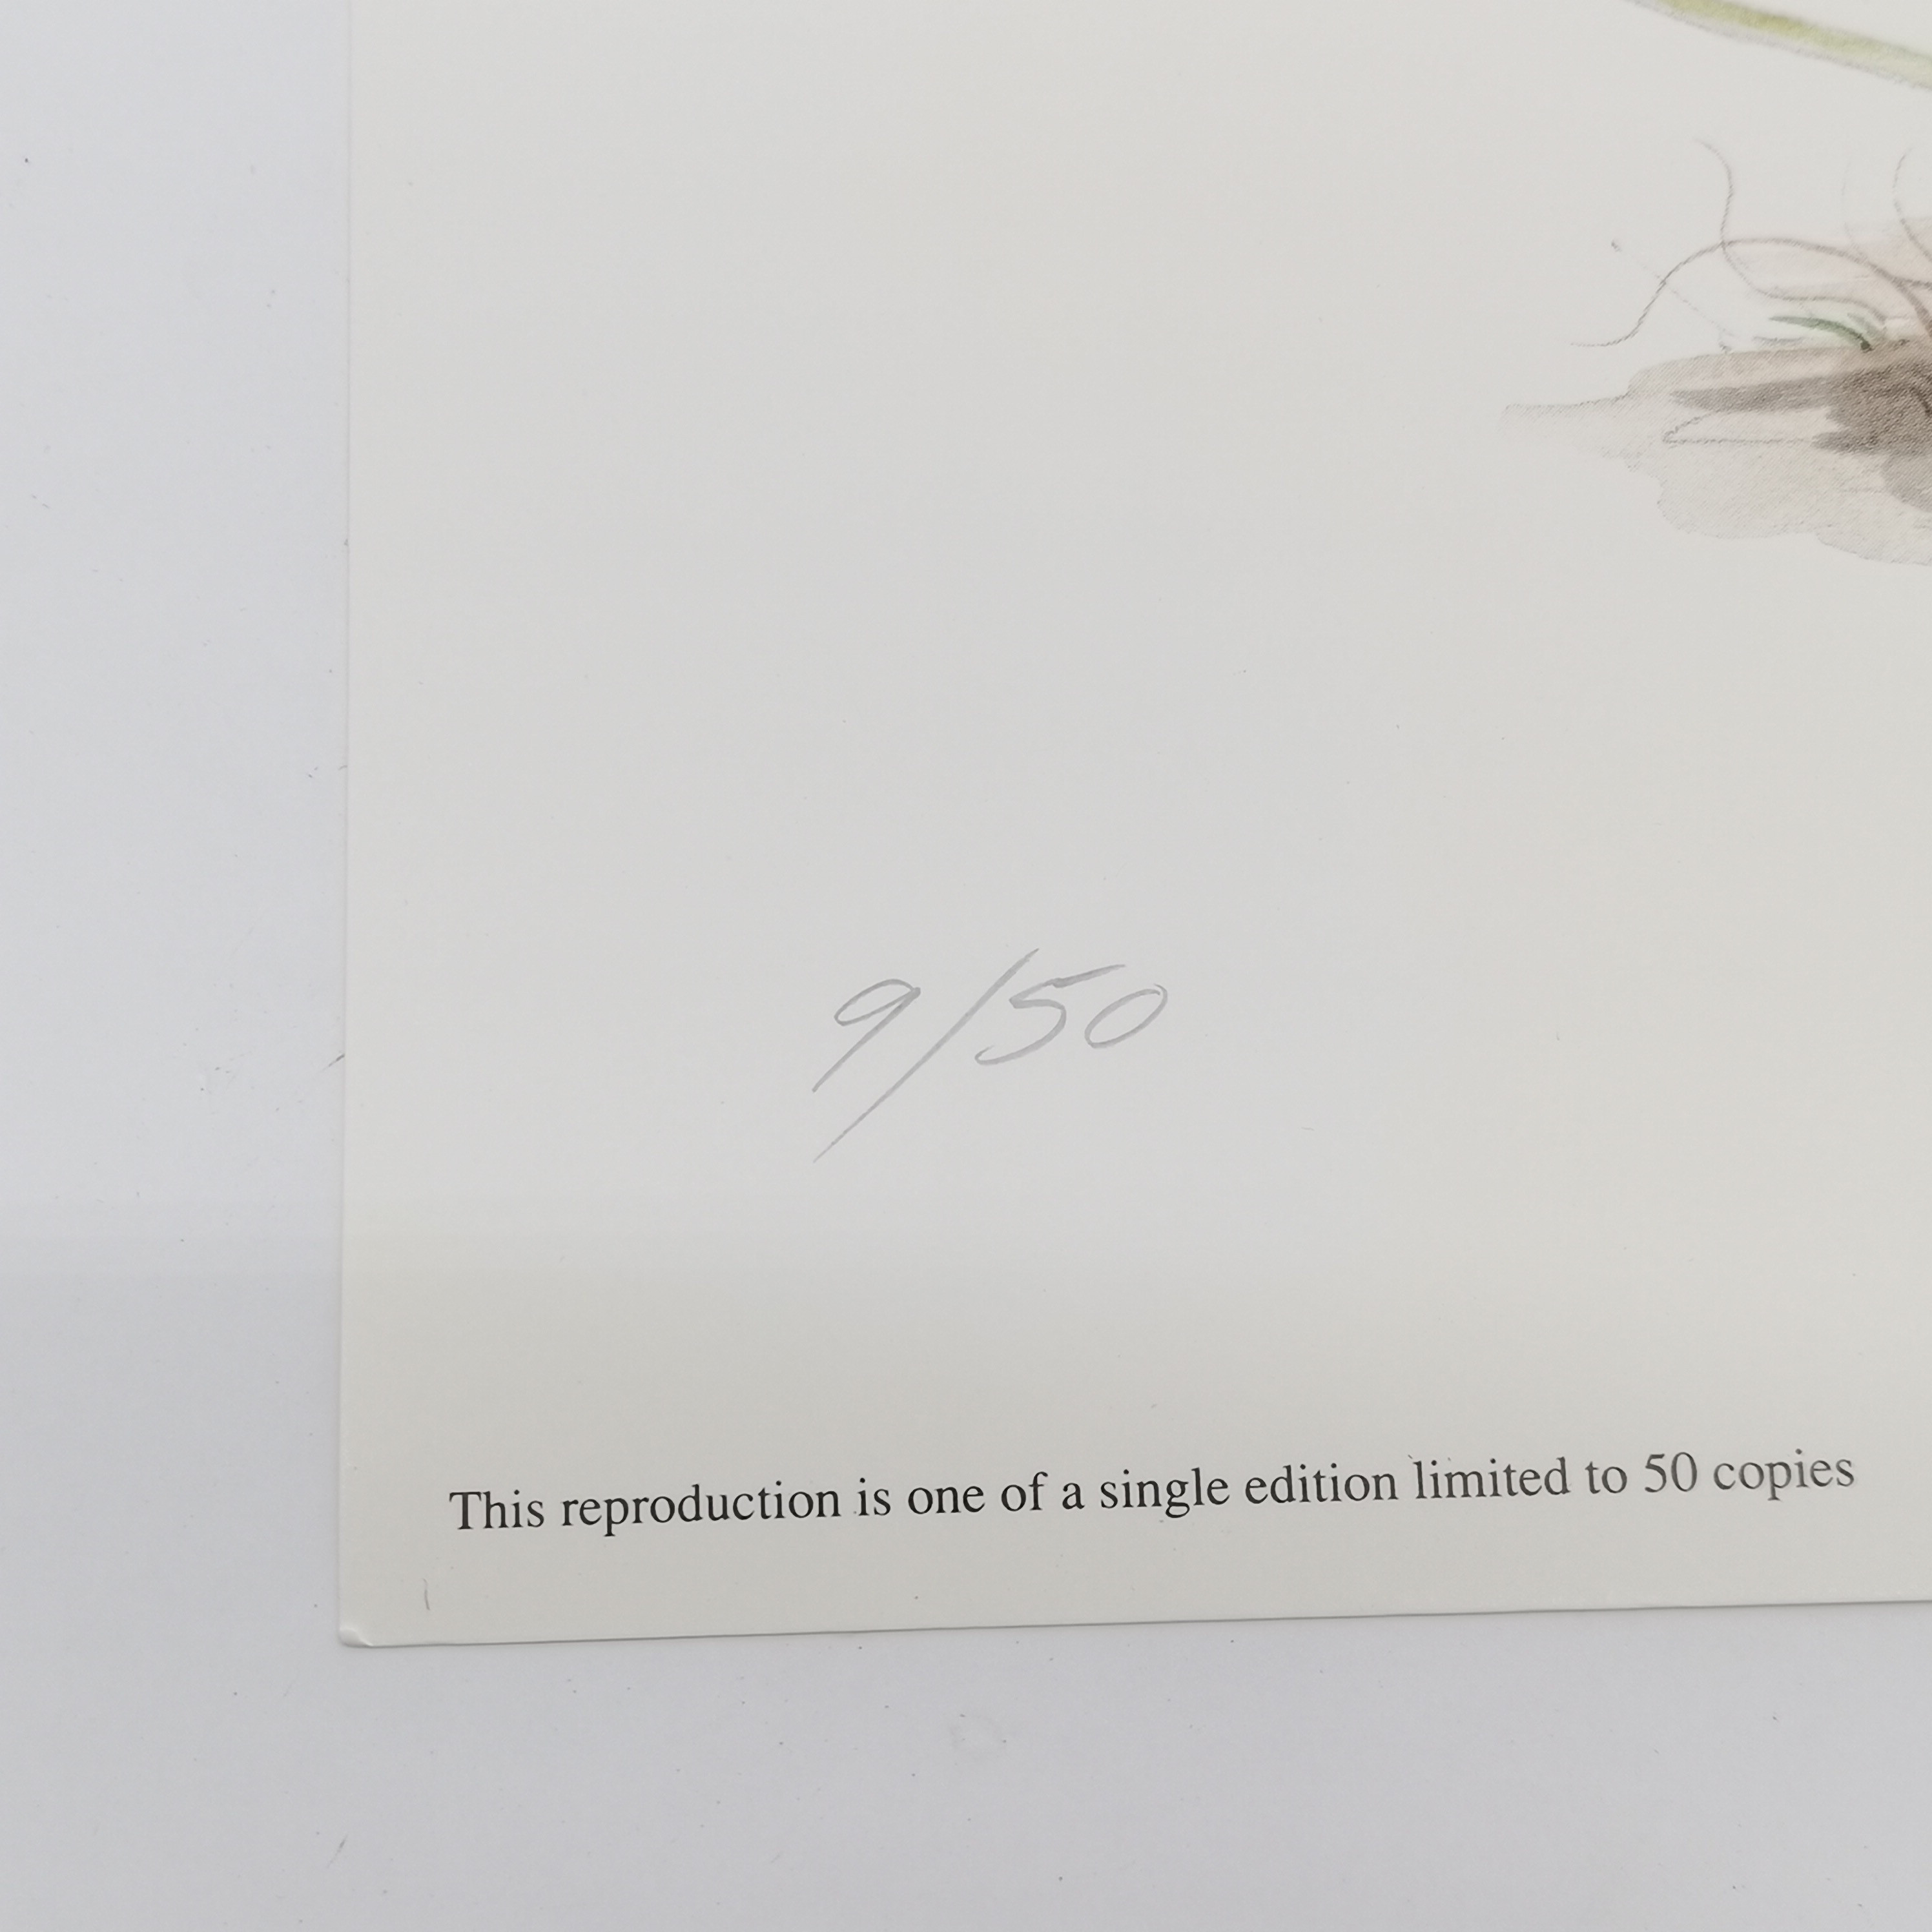 9/50
This reproduction is one of a single edition limited to 50 copies